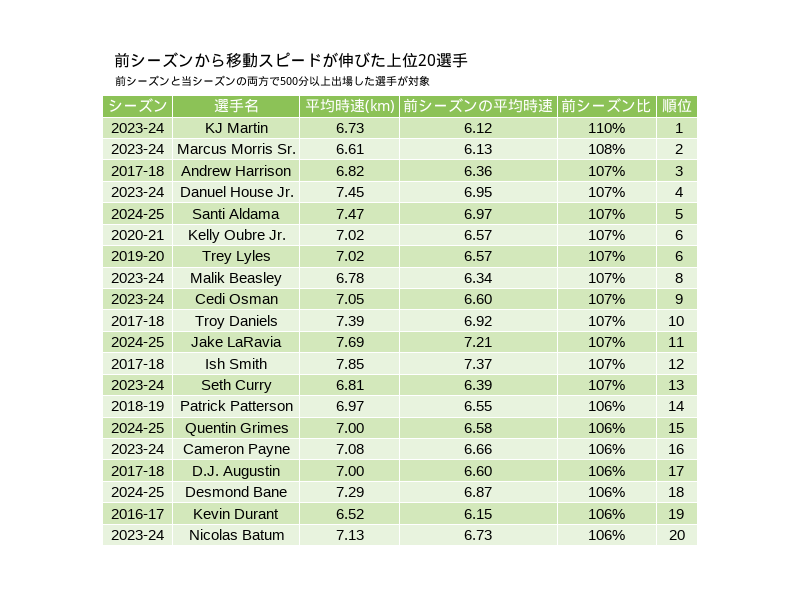 前シーズンから移動スピードが伸びた上位20選手
前シーズンと当シーズンの両方で500分以上出場した選手が対象
シーズン 選手名 平均時速(km) 前シーズンの平均時速 前シーズン比 順位
2023-24 KJ Martin 6.73 6.12 110% 1
2023-24 Marcus Morris Sr. 6.61 6.13 108% 2
2017-18 Andrew Harrison 6.82 6.36 107% 3
2023-24 Danuel House Jr. 7.45 6.95 107% 4
2024-25 Santi Aldama 7.47 6.97 107% 5
2020-21 Kelly Oubre Jr. 7.02 6.57 107% 6
2019-20 Trey Lyles 7.02 6.57 107% 6
2023-24 Malik Beasley 6.78 6.34 107% 8
2023-24 Cedi Osman 7.05 6.60 107% 9
2017-18 Troy Daniels 7.39 6.92 107% 10
2024-25 Jake LaRavia 7.69 7.21 107% 11
2017-18 Ish Smith 7.85 7.37 107% 12
2023-24 Seth Curry 6.81 6.39 107% 13
2018-19 Patrick Patterson 6.97 6.55 106% 14
2024-25 Quentin Grimes 7.00 6.58 106% 15
2023-24 Cameron Payne 7.08 6.66 106% 16
2017-18 D.J. Augustin 7.00 6.60 106% 17
2024-25 Desmond Bane 7.29 6.87 106% 18
2016-17 Kevin Durant 6.52 6.15 106% 19
2023-24 Nicolas Batum 7.13 6.73 106% 20